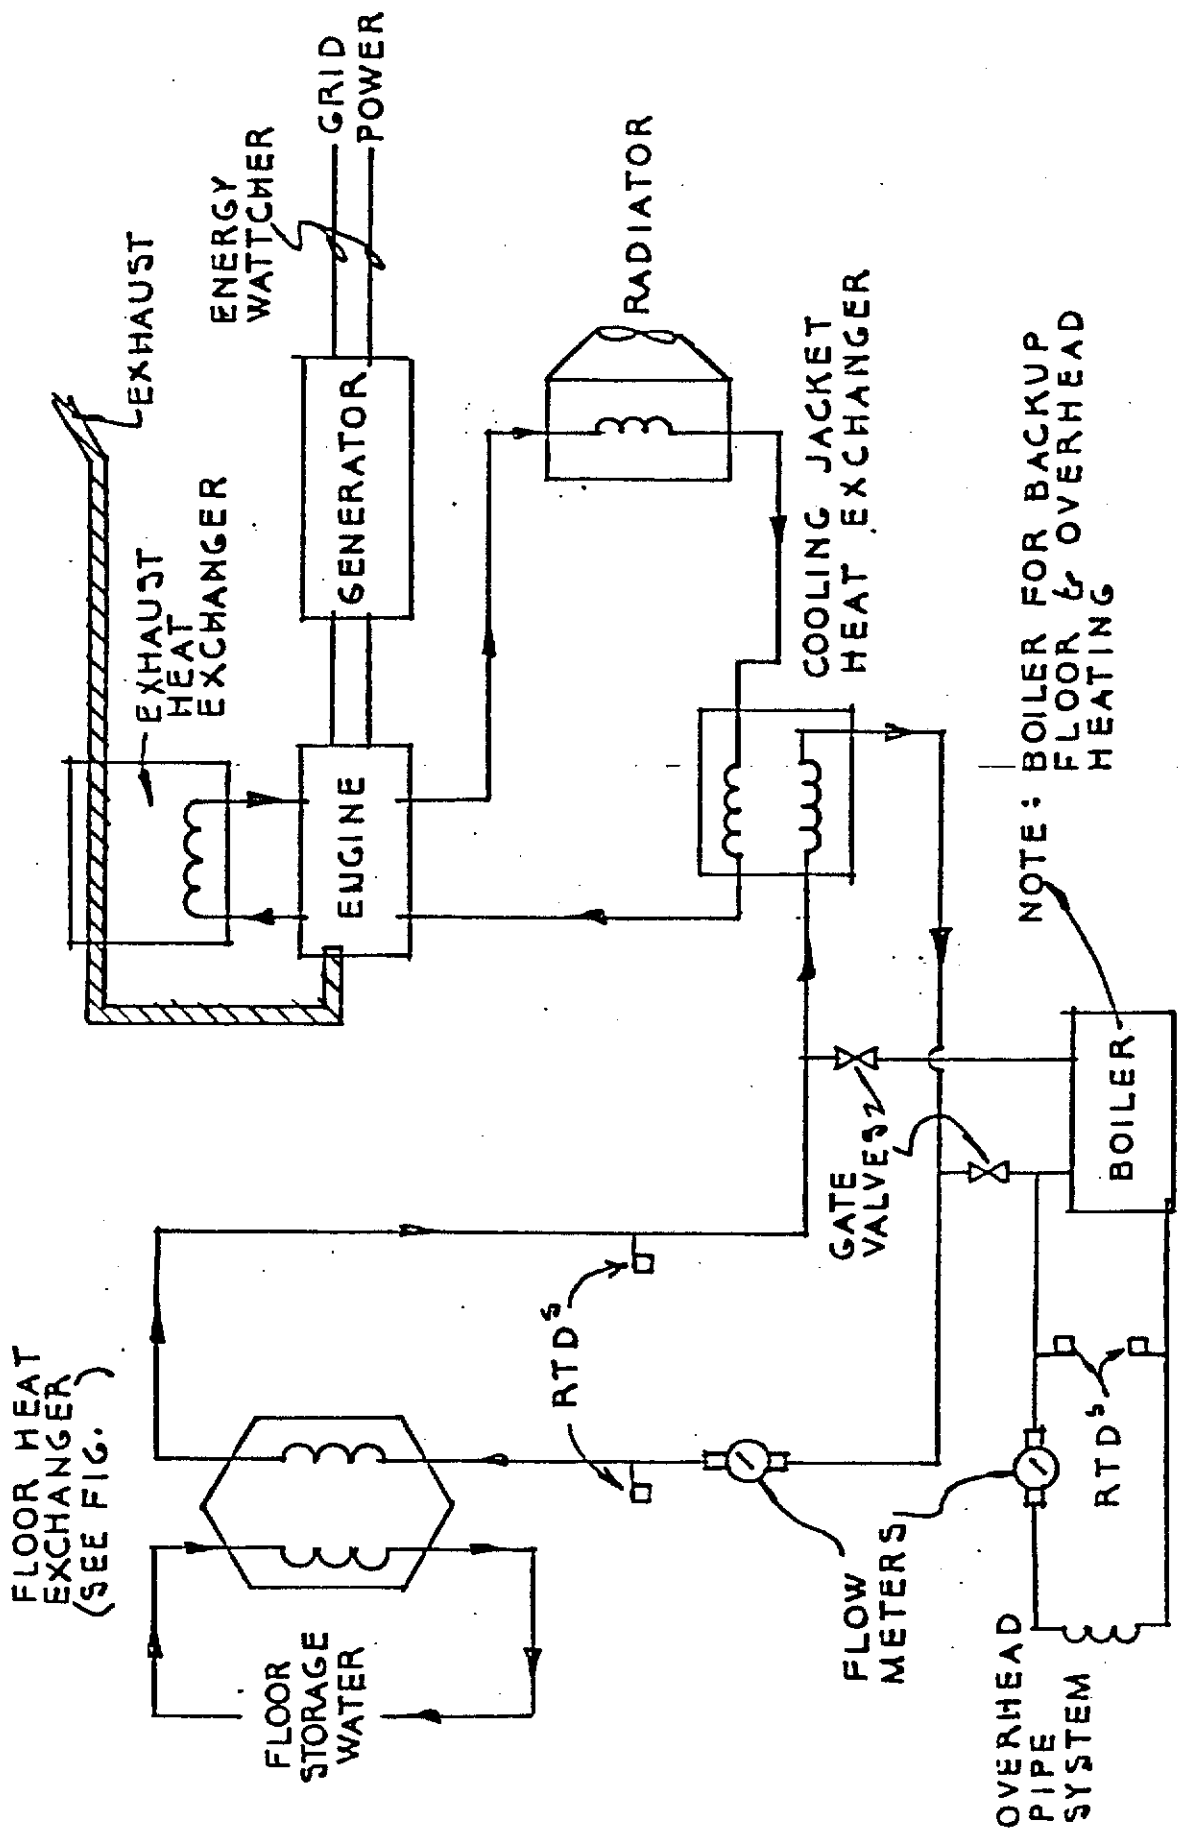 FLOOR HEAT
EXCHANGER
(SEE FIG. )
FLOOR
STORAGE
WATER
EXHAUST
EXHAUST
HEAT
EXCHANGER
ENERGY
WATTCHER
GRID
POWER
ENGINE
GENERATOR
RTDS
RADIATOR
COOLING JACKET
HEAT EXCHANGER
GATE
VALVES
FLOW
METERS
OVERHEAD
PIPE
SYSTEM
RTDS
BOILER
NOTE: BOILER FOR BACKUP
FLOOR & OVERHEAD
HEATING